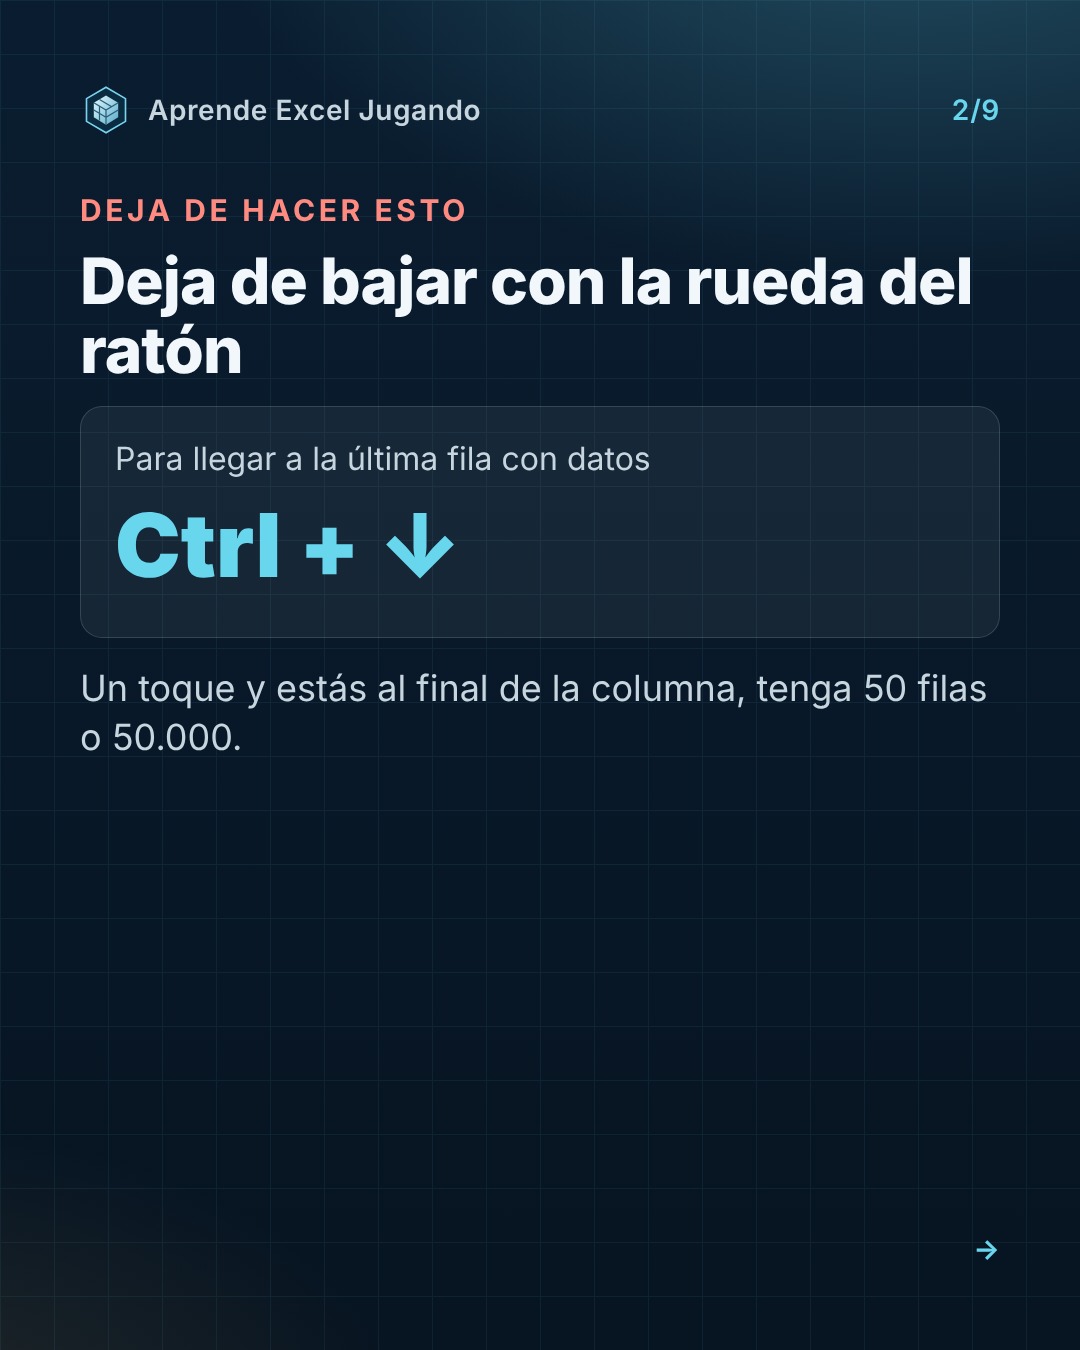 Aprende Excel Jugando
2/9
DEJA DE HACER ESTO
Deja de bajar con la rueda del
ratón
Para llegar a la última fila con datos
Ctrl + ↓
Un toque y estás al final de la columna, tenga 50 filas
o 50.000.
→